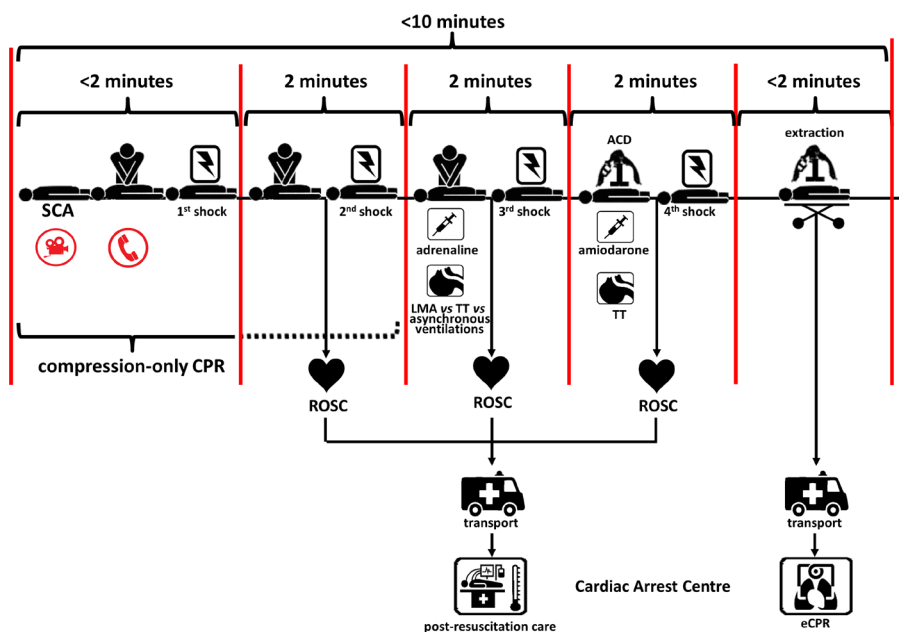 <10 minutes
<2 minutes
2 minutes
2 minutes
2 minutes
<2 minutes
SCA
1st shock
2nd shock
3rd shock
ACD
4th shock
extraction
adrenaline
LMA vs TT vs
asynchronous
ventilations
amiodarone
TT
compression-only CPR
ROSC
ROSC
ROSC
transport
transport
Cardiac Arrest Centre
post-resuscitation care
eCPR